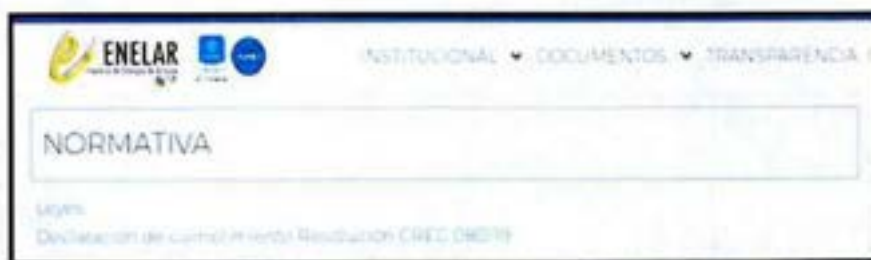 ENELAR
INSTITUCIONAL DOCUMENTOS TRANSPARENCIA
NORMATIVA
Leyes
Declaración de cumplimiento Resolución CREG 080/19